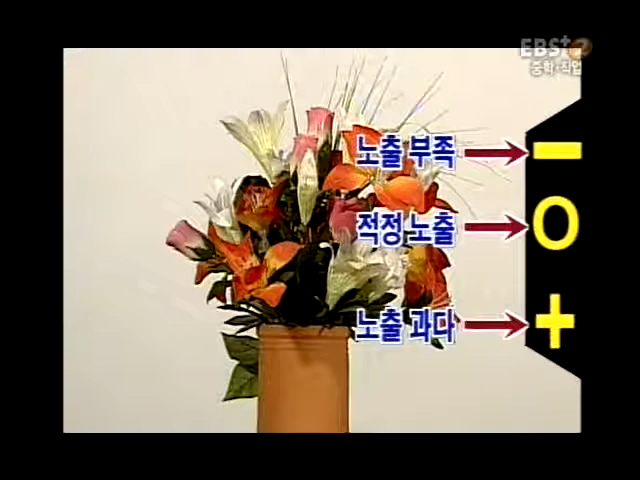 EBS+2
중학·직업
노출 부족 → −
적정 노출 → O
노출 과다 → +